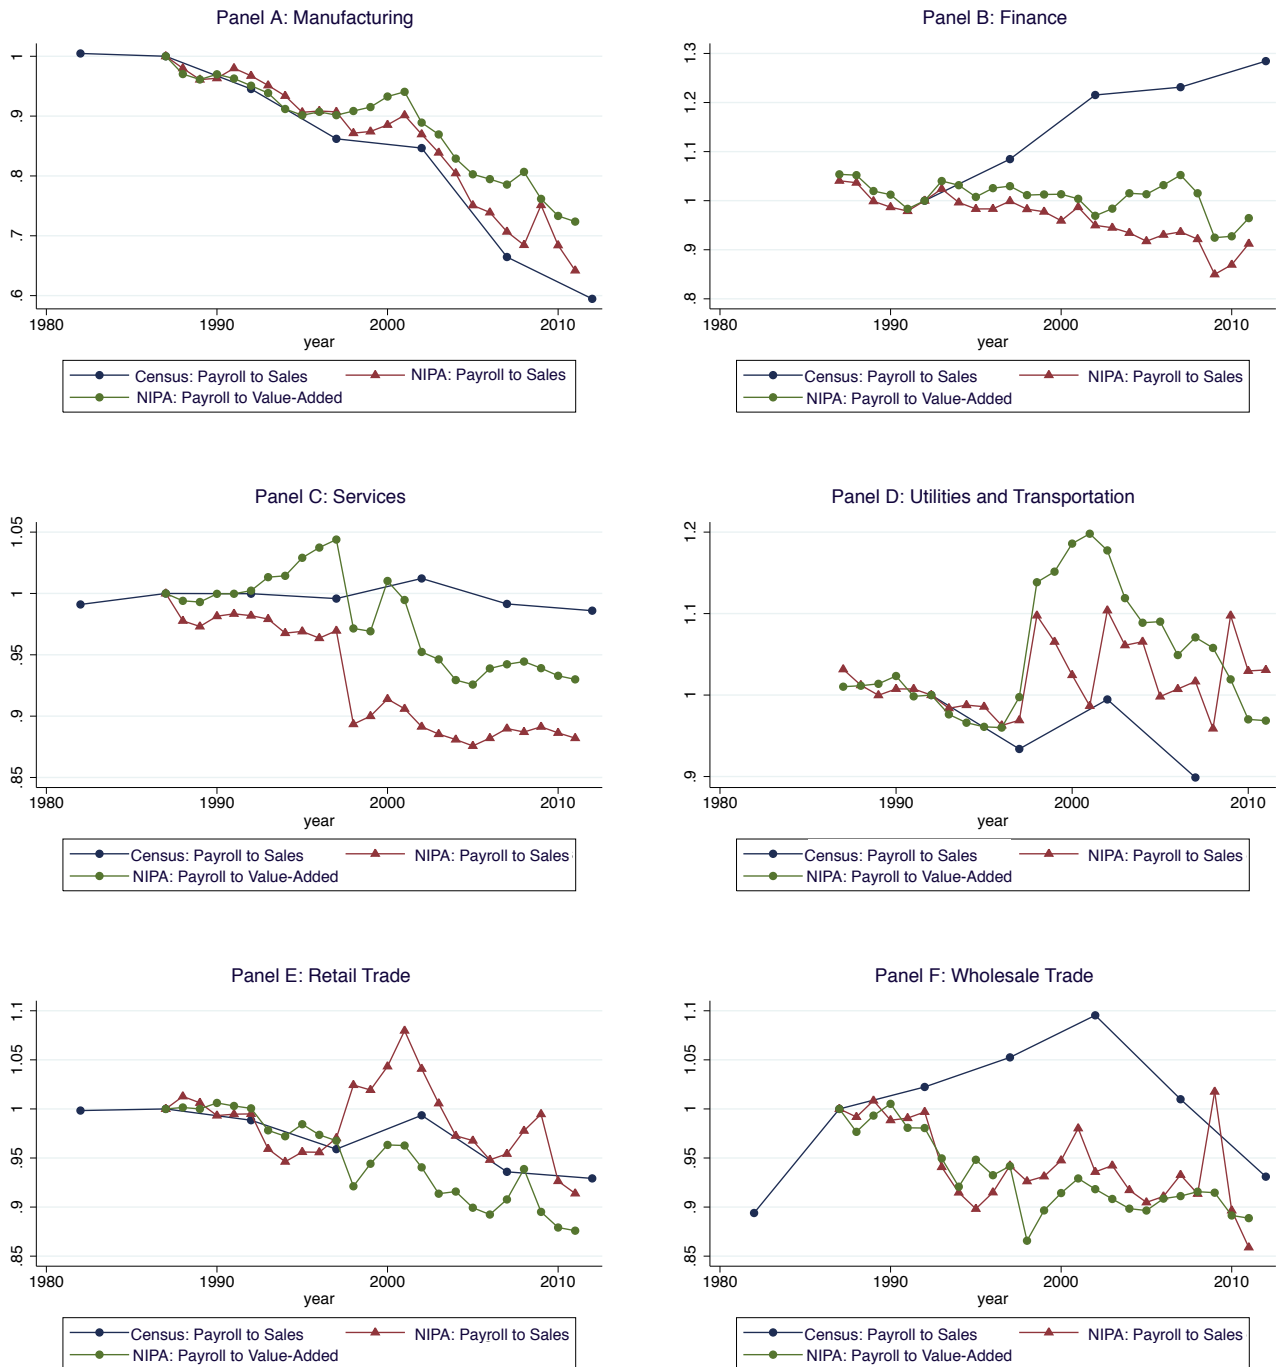 Panel A: Manufacturing
1
.9
.8
.7
.6
1980 1990 2000 2010
year
Census: Payroll to Sales NIPA: Payroll to Sales
NIPA: Payroll to Value-Added
Panel B: Finance
1.3
1.2
1.1
1
.9
.8
1980 1990 2000 2010
year
Census: Payroll to Sales NIPA: Payroll to Sales
NIPA: Payroll to Value-Added
Panel C: Services
1.05
1
.95
.9
.85
1980 1990 2000 2010
year
Census: Payroll to Sales NIPA: Payroll to Sales
NIPA: Payroll to Value-Added
Panel D: Utilities and Transportation
1.2
1.1
1
.9
1980 1990 2000 2010
year
Census: Payroll to Sales NIPA: Payroll to Sales
NIPA: Payroll to Value-Added
Panel E: Retail Trade
1.1
1.05
1
.95
.9
.85
1980 1990 2000 2010
year
Census: Payroll to Sales NIPA: Payroll to Sales
NIPA: Payroll to Value-Added
Panel F: Wholesale Trade
1.1
1.05
1
.95
.9
.85
1980 1990 2000 2010
year
Census: Payroll to Sales NIPA: Payroll to Sales
NIPA: Payroll to Value-Added